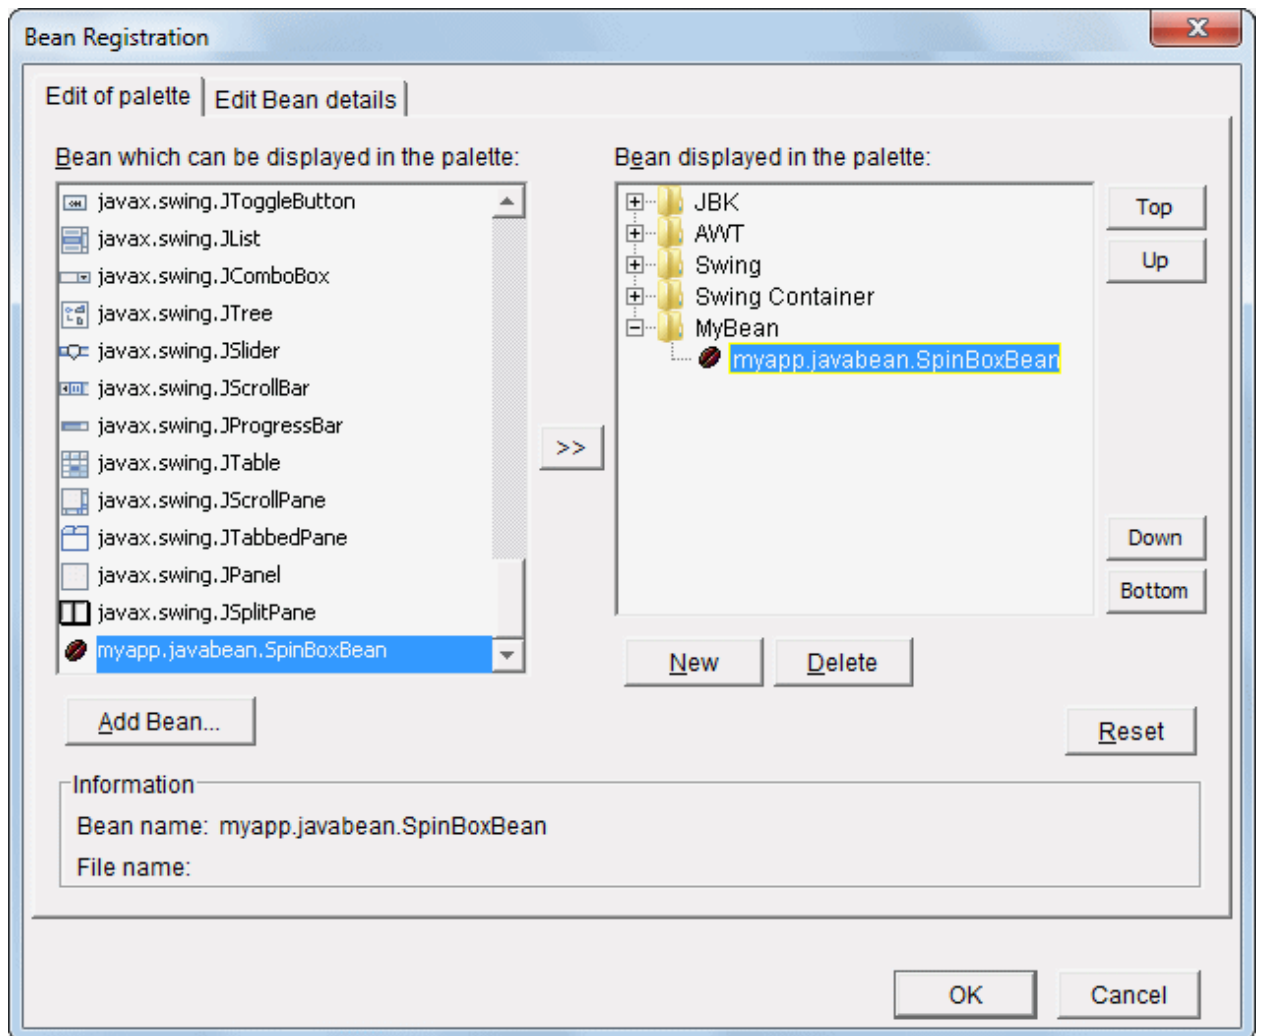 Bean Registration
X
Edit of palette
Edit Bean details
Bean which can be displayed in the palette:
javax.swing.JToggleButton
javax.swing.JList
javax.swing.JComboBox
javax.swing.JTree
javax.swing.JSlider
javax.swing.JScrollBar
javax.swing.JProgressBar
javax.swing.JTable
javax.swing.JScrollPane
javax.swing.JTabbedPane
javax.swing.JPanel
javax.swing.JSplitPane
myapp.javabean.SpinBoxBean
Add Bean...
>>
Bean displayed in the palette:
JBK
AWT
Swing
Swing Container
MyBean
myapp.javabean.SpinBoxBean
Top
Up
Down
Bottom
New
Delete
Reset
Information
Bean name: myapp.javabean.SpinBoxBean
File name:
OK
Cancel